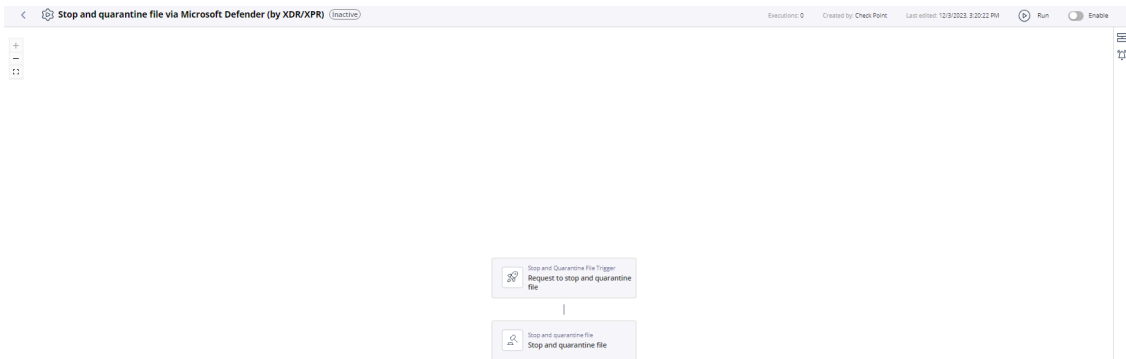 Stop and quarantine file via Microsoft Defender (by XDR/XPR) Inactive
Executions: 0 Created by: Check Point Last edited: 12/3/2023, 3:20:22 PM Run Enable
Stop and Quarantine File Trigger
Request to stop and quarantine
file
Stop and quarantine file
Stop and quarantine file